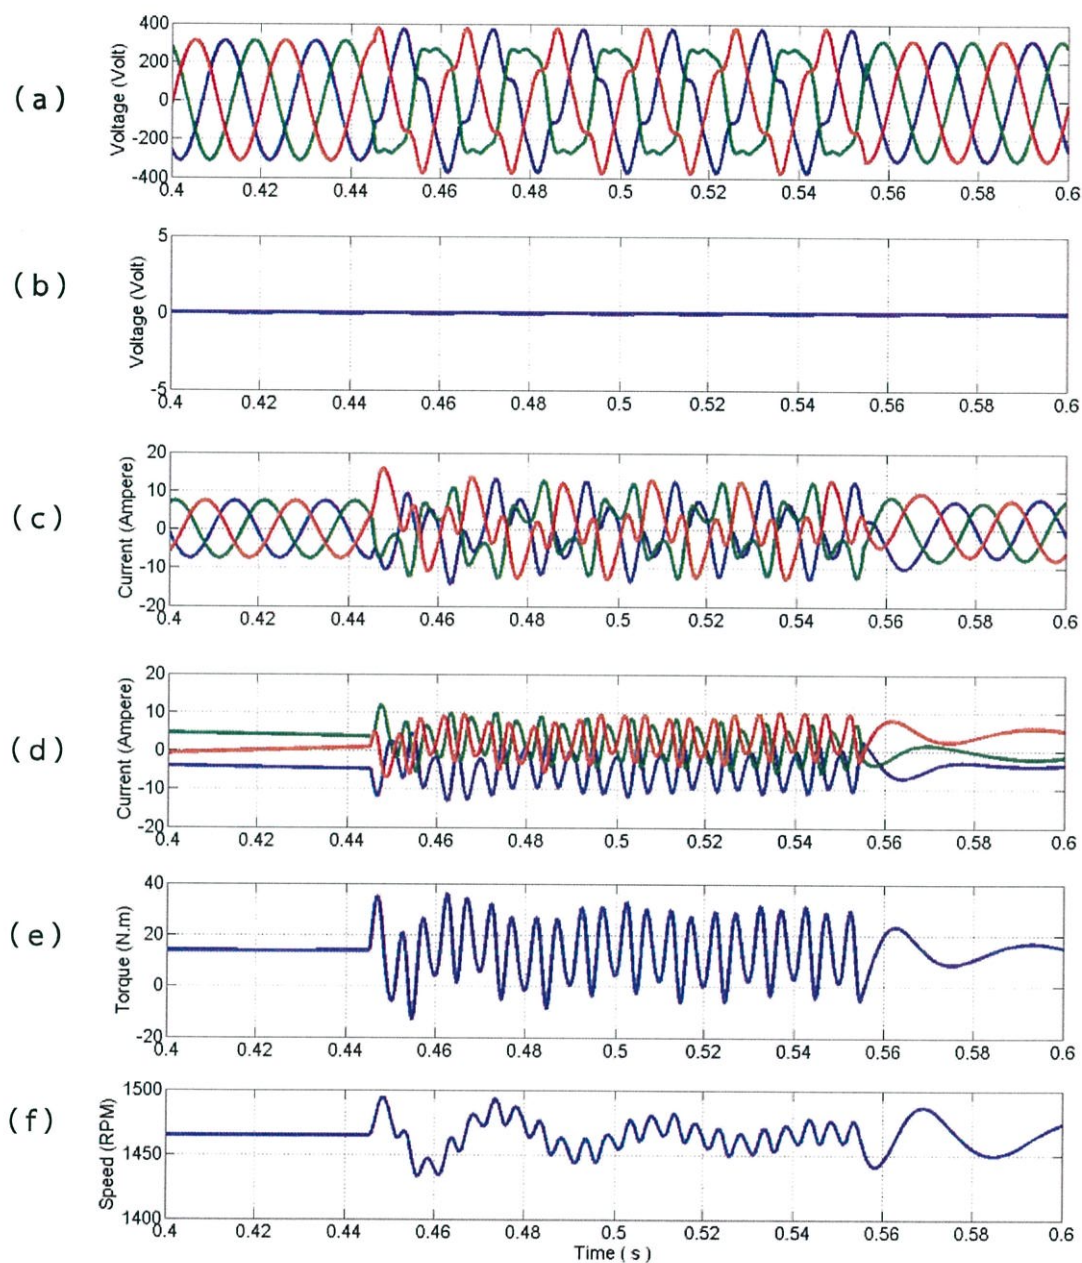 (a)
Voltage (Volt)
400
200
0
-200
-400
0.4 0.42 0.44 0.46 0.48 0.5 0.52 0.54 0.56 0.58 0.6
(b)
Voltage (Volt)
5
0
-5
0.4 0.42 0.44 0.46 0.48 0.5 0.52 0.54 0.56 0.58 0.6
(c)
Current (Ampere)
20
10
0
-10
-20
0.4 0.42 0.44 0.46 0.48 0.5 0.52 0.54 0.56 0.58 0.6
(d)
Current (Ampere)
20
10
0
-10
-20
0.4 0.42 0.44 0.46 0.48 0.5 0.52 0.54 0.56 0.58 0.6
(e)
Torque (N.m)
40
20
0
-20
0.4 0.42 0.44 0.46 0.48 0.5 0.52 0.54 0.56 0.58 0.6
(f)
Speed (RPM)
1500
1450
1400
0.4 0.42 0.44 0.46 0.48 0.5 0.52 0.54 0.56 0.58 0.6
Time ( s )